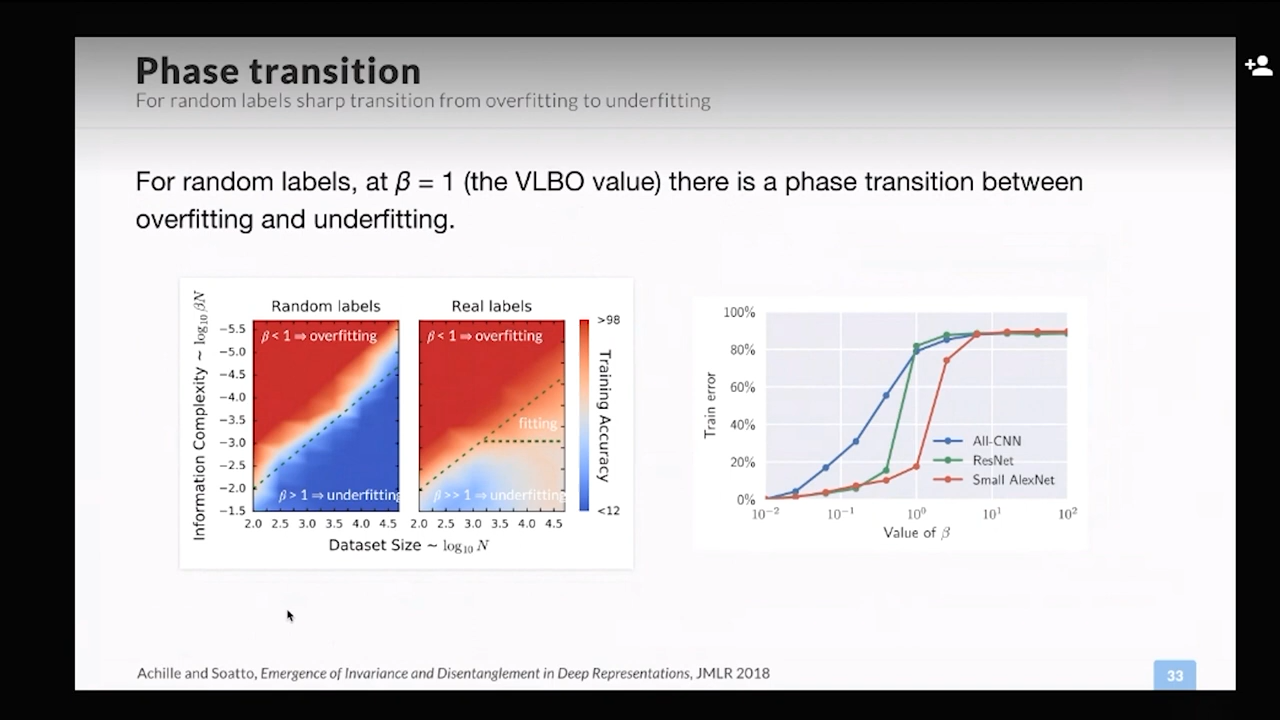 Phase transition
For random labels sharp transition from overfitting to underfitting
For random labels, at β = 1 (the VLBO value) there is a phase transition between
overfitting and underfitting.
Random labels
Real labels
Information Complexity ~ log₁₀ βN
−5.5
−5.0
−4.5
−4.0
−3.5
−3.0
−2.5
−2.0
−1.5
β < 1 ⇒ overfitting
β > 1 ⇒ underfitting
β < 1 ⇒ overfitting
fitting
β >> 1 ⇒ underfitting
2.0 2.5 3.0 3.5 4.0 4.5
2.0 2.5 3.0 3.5 4.0 4.5
Dataset Size ~ log₁₀ N
>98
Training Accuracy
<12
100%
80%
60%
40%
20%
0%
Train error
All-CNN
ResNet
Small AlexNet
10⁻² 10⁻¹ 10⁰ 10¹ 10²
Value of β
Achille and Soatto, Emergence of Invariance and Disentanglement in Deep Representations, JMLR 2018
33